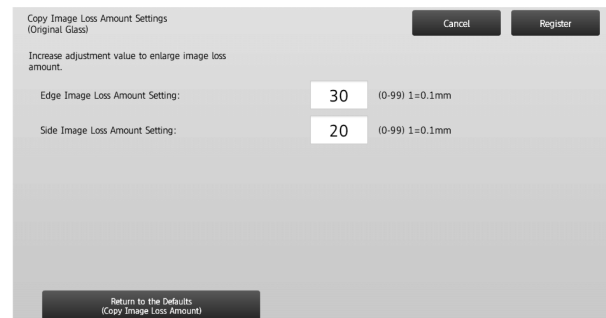 Copy Image Loss Amount Settings
(Original Glass)
Cancel
Register
Increase adjustment value to enlarge image loss
amount.
Edge Image Loss Amount Setting: 30 (0-99) 1=0.1mm
Side Image Loss Amount Setting: 20 (0-99) 1=0.1mm
Return to the Defaults
(Copy Image Loss Amount)